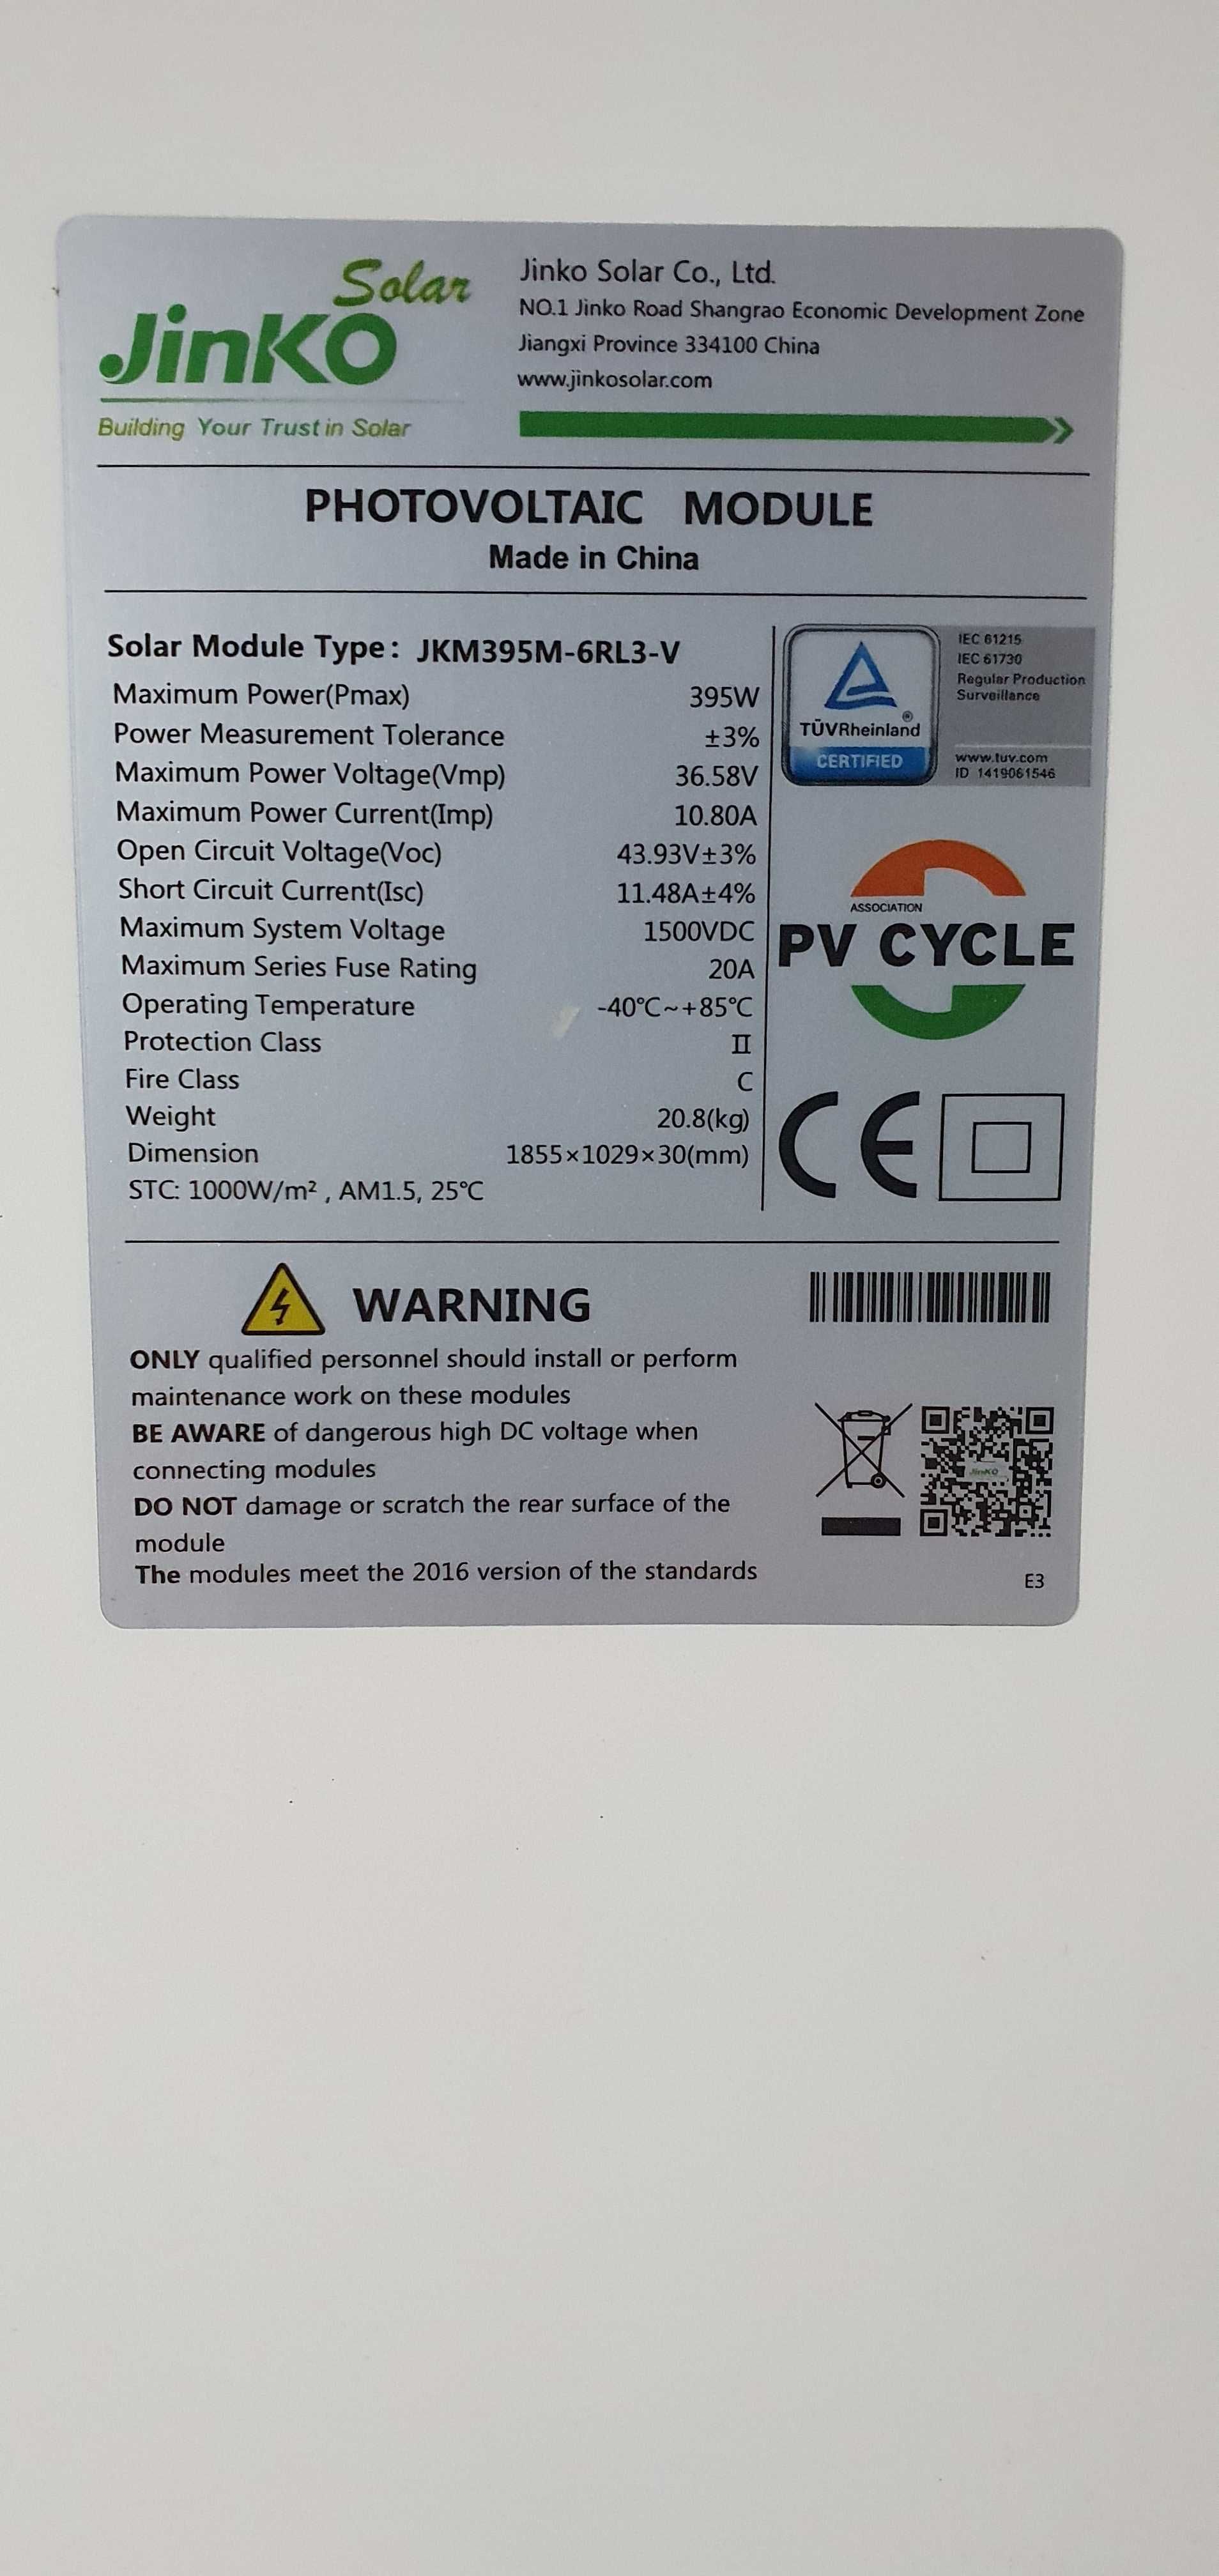 Solar
JinKO
Building Your Trust in Solar
Jinko Solar Co., Ltd.
NO.1 Jinko Road Shangrao Economic Development Zone
Jiangxi Province 334100 China
www.jinkosolar.com
PHOTOVOLTAIC MODULE
Made in China
Solar Module Type: JKM395M-6RL3-V
Maximum Power(Pmax) 395W
Power Measurement Tolerance ±3%
Maximum Power Voltage(Vmp) 36.58V
Maximum Power Current(Imp) 10.80A
Open Circuit Voltage(Voc) 43.93V±3%
Short Circuit Current(Isc) 11.48A±4%
Maximum System Voltage 1500VDC
Maximum Series Fuse Rating 20A
Operating Temperature -40℃~+85℃
Protection Class II
Fire Class C
Weight 20.8(kg)
Dimension 1855×1029×30(mm)
STC: 1000W/m² , AM1.5, 25℃
TÜVRheinland®
CERTIFIED
IEC 61215
IEC 61730
Regular Production
Surveillance
www.tuv.com
ID 1419061546
ASSOCIATION
PV CYCLE
CE
WARNING
ONLY qualified personnel should install or perform
maintenance work on these modules
BE AWARE of dangerous high DC voltage when
connecting modules
DO NOT damage or scratch the rear surface of the
module
The modules meet the 2016 version of the standards
JinKO
E3